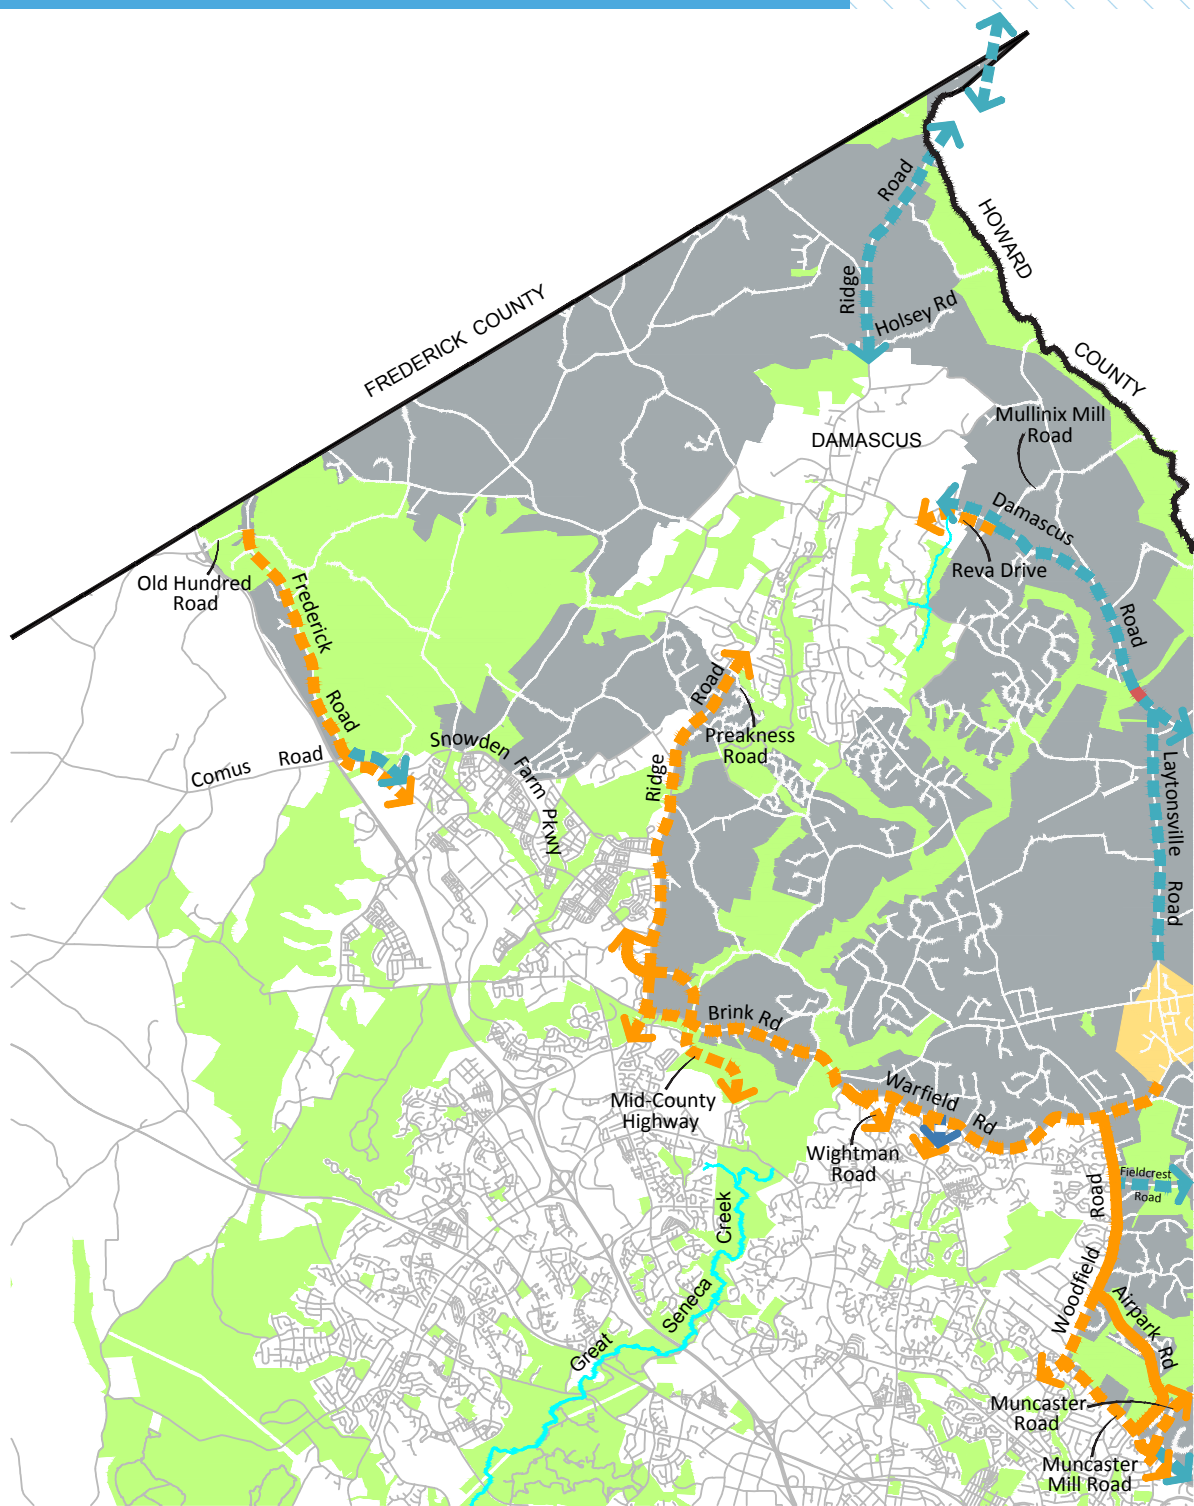 HOWARD
COUNTY
FREDERICK COUNTY
Road
Ridge
Holsey Rd
DAMASCUS
Mullinix Mill
Road
Damascus
Road
Reva Drive
Old Hundred
Road
Frederick
Road
Comus Road
Snowden Farm Pkwy
Road
Ridge
Preakness
Road
Laytonsville
Road
Brink Rd
Mid-County
Highway
Warfield Rd
Wightman
Road
Fieldcrest
Road
Woodfield Road
Airpark Rd
Great Seneca Creek
Muncaster
Road
Muncaster
Mill Road